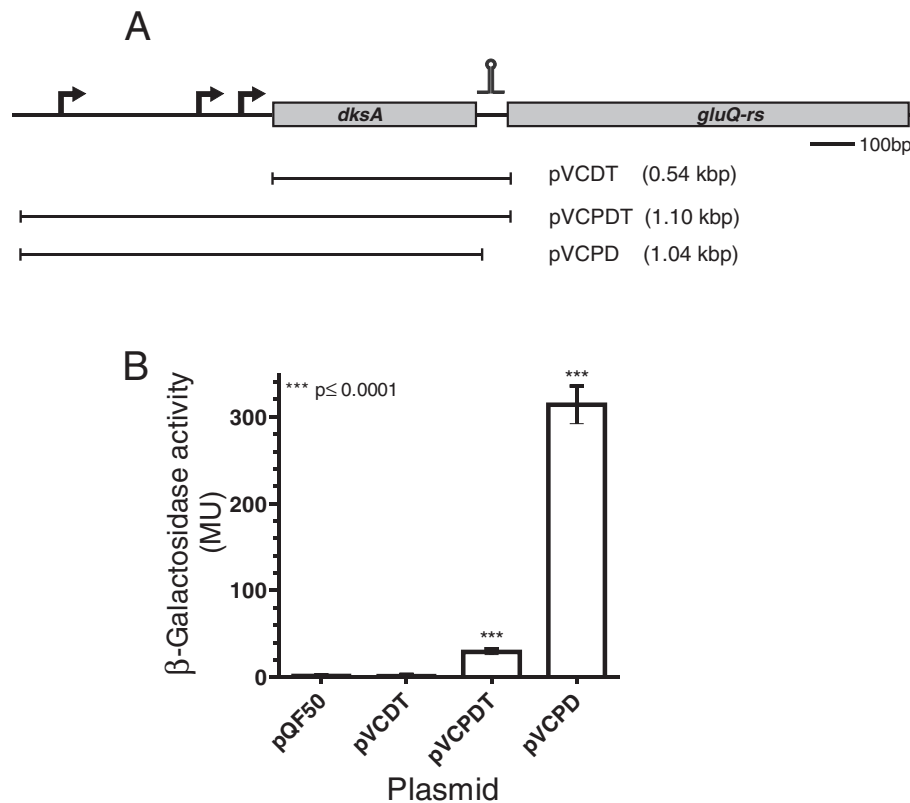 A
dksA
gluQ-rs
100bp
pVCDT (0.54 kbp)
pVCPDT (1.10 kbp)
pVCPD (1.04 kbp)
B
*** p≤ 0.0001
β-Galactosidase activity
(MU)
300
200
100
0
***
***
pQF50
pVCDT
pVCPDT
pVCPD
Plasmid